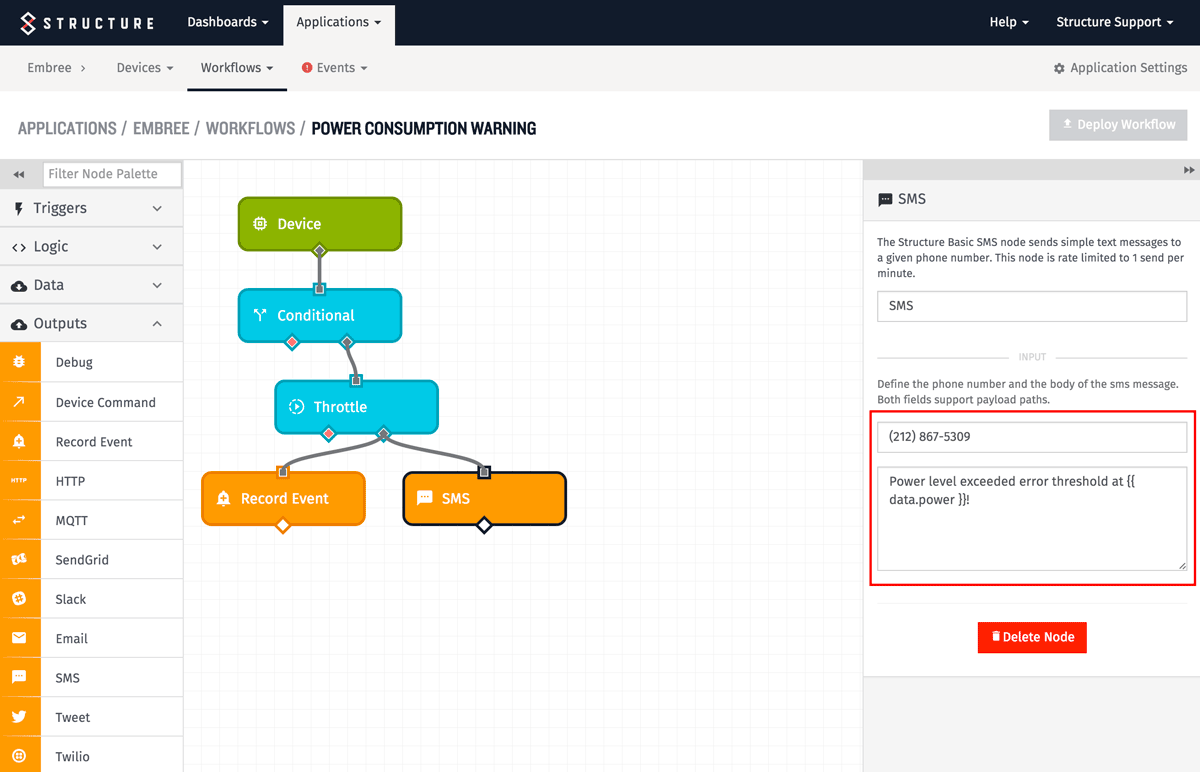 STRUCTURE
Dashboards
Applications
Help
Structure Support
Embree
Devices
Workflows
! Events
Application Settings
APPLICATIONS / EMBREE / WORKFLOWS / POWER CONSUMPTION WARNING
Deploy Workflow
Filter Node Palette
Triggers
Logic
Data
Outputs
Debug
Device Command
Record Event
HTTP HTTP
MQTT
SendGrid
Slack
Email
SMS
Tweet
Twilio
Device
Conditional
Throttle
Record Event
SMS
SMS
The Structure Basic SMS node sends simple text messages to
a given phone number. This node is rate limited to 1 send per
minute.
SMS
INPUT
Define the phone number and the body of the sms message.
Both fields support payload paths.
(212) 867-5309
Power level exceeded error threshold at {{
data.power }}!
Delete Node